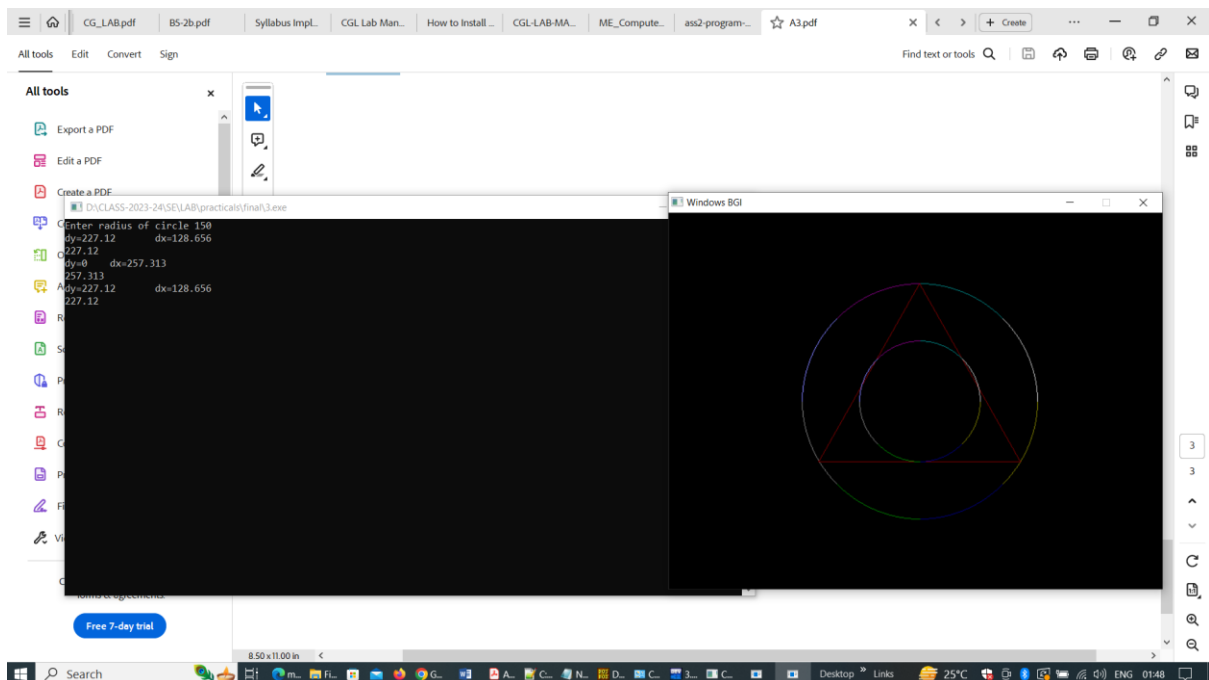 CG_LAB.pdf BS-2b.pdf Syllabus Impl... CGL Lab Man... How to Install ... CGL-LAB-MA... ME_Compute... ass2-program-... A3.pdf + Create
All tools Edit Convert Sign Find text or tools
All tools
Export a PDF
Edit a PDF
Create a PDF
D:\CLASS-2023-24\SE\LAB\practicals\final\3.exe
Enter radius of circle 150
dy=227.12 dx=128.656
227.12
dy=0 dx=257.313
257.313
dy=227.12 dx=128.656
227.12
Windows BGI
3
3
Free 7-day trial
8.50 x 11.00 in
Search m... Fi... G... A... C... N... D... C... 3... C... Desktop Links 25°C ENG 01:48